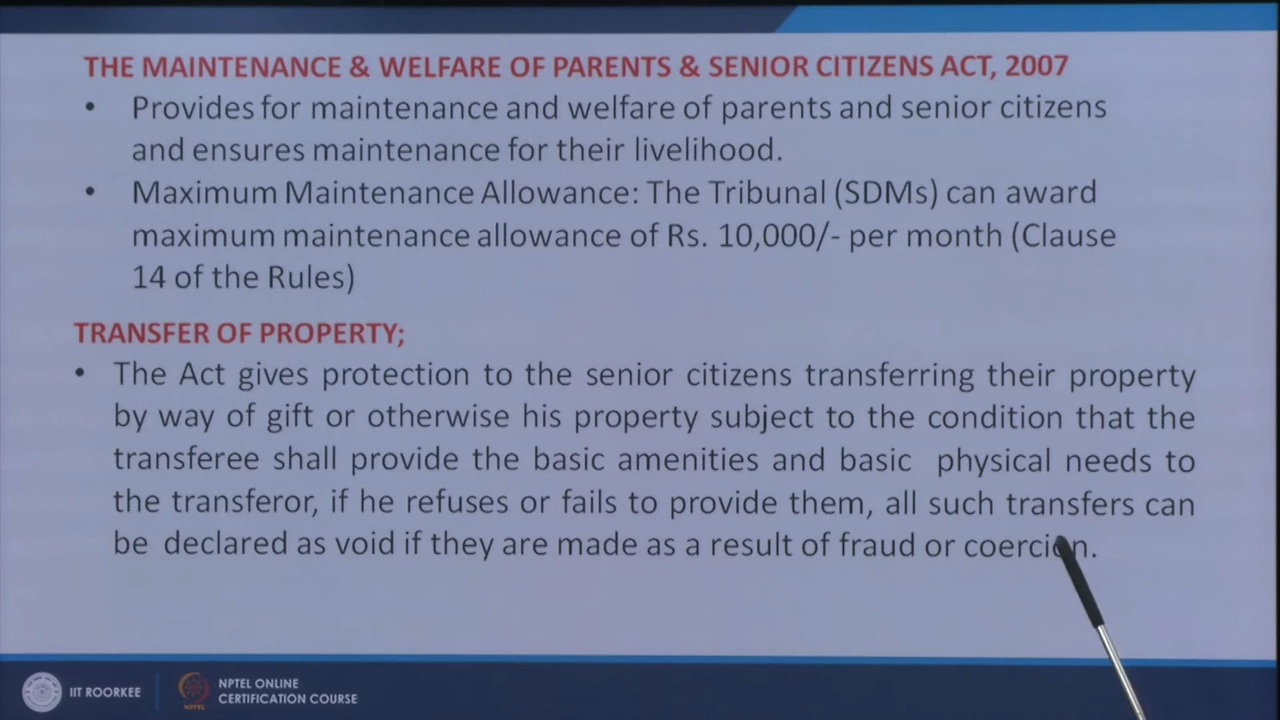 THE MAINTENANCE & WELFARE OF PARENTS & SENIOR CITIZENS ACT, 2007
• Provides for maintenance and welfare of parents and senior citizens
and ensures maintenance for their livelihood.
• Maximum Maintenance Allowance: The Tribunal (SDMs) can award
maximum maintenance allowance of Rs. 10,000/- per month (Clause
14 of the Rules)
TRANSFER OF PROPERTY;
• The Act gives protection to the senior citizens transferring their property
by way of gift or otherwise his property subject to the condition that the
transferee shall provide the basic amenities and basic physical needs to
the transferor, if he refuses or fails to provide them, all such transfers can
be declared as void if they are made as a result of fraud or coercion.
IIT ROORKEE
NPTEL ONLINE
CERTIFICATION COURSE
NPTEL